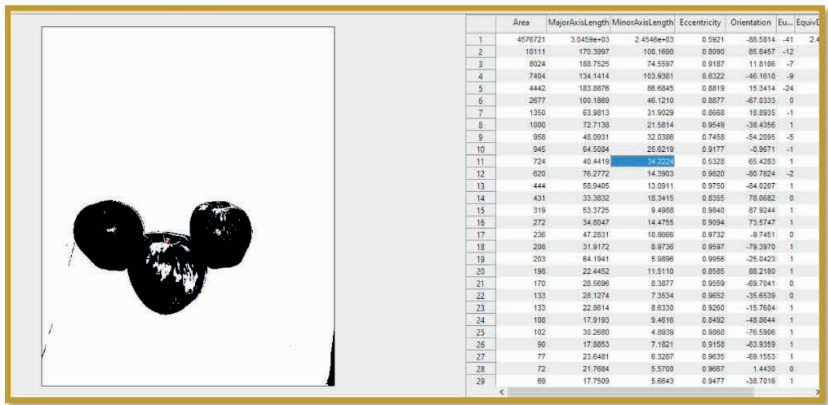 Area MajorAxisLength MinorAxisLength Eccentricity Orientation Eu... EquivD
1 4576721 3.0459e+03 2.4546e+03 0.5921 -88.5814 -41 2.4
2 10111 170.3997 100.1690 0.8090 -85.8457 -12
3 8024 188.7525 74.5597 0.9187 11.8106 -7
4 7404 134.1414 103.9381 0.6322 -46.1618 -9
5 4442 183.8876 86.6845 0.8819 15.3414 -24
6 2677 100.1869 46.1210 0.8877 -67.0333 0
7 1350 63.9813 31.9029 0.8668 18.8935 -1
8 1000 72.7138 21.5814 0.9549 -38.4356 1
9 958 48.0931 32.0386 0.7458 -54.2095 -5
10 945 64.5084 25.6219 0.9177 -0.9671 -1
11 724 40.4419 34.2224 0.5328 65.4283 1
12 620 76.2772 14.3903 0.9820 -80.7824 -2
13 444 58.9405 13.0911 0.9750 -84.0207 1
14 431 33.3832 18.3415 0.8355 78.0682 0
15 319 53.3725 9.4988 0.9840 87.9244 1
16 272 34.8047 14.4755 0.9094 73.5747 1
17 236 47.2831 10.8666 0.9732 -9.7451 0
18 208 31.9172 8.9736 0.9597 -79.3970 1
19 203 64.1941 5.9896 0.9956 -25.0423 1
20 198 22.4452 11.5110 0.8585 88.2180 1
21 170 28.5696 8.3877 0.9559 -69.7041 0
22 133 28.1274 7.3534 0.9652 -35.6539 0
23 133 22.8614 8.6330 0.9260 -15.7604 1
24 108 17.9193 9.4616 0.8492 -48.8644 1
25 102 30.2680 4.8939 0.9868 -76.5906 1
26 90 17.8853 7.1821 0.9158 -63.9359 1
27 77 23.6481 6.3267 0.9635 -69.1553 1
28 72 21.7684 5.5700 0.9667 1.4430 0
29 69 17.7509 5.6643 0.9477 -38.7016 1